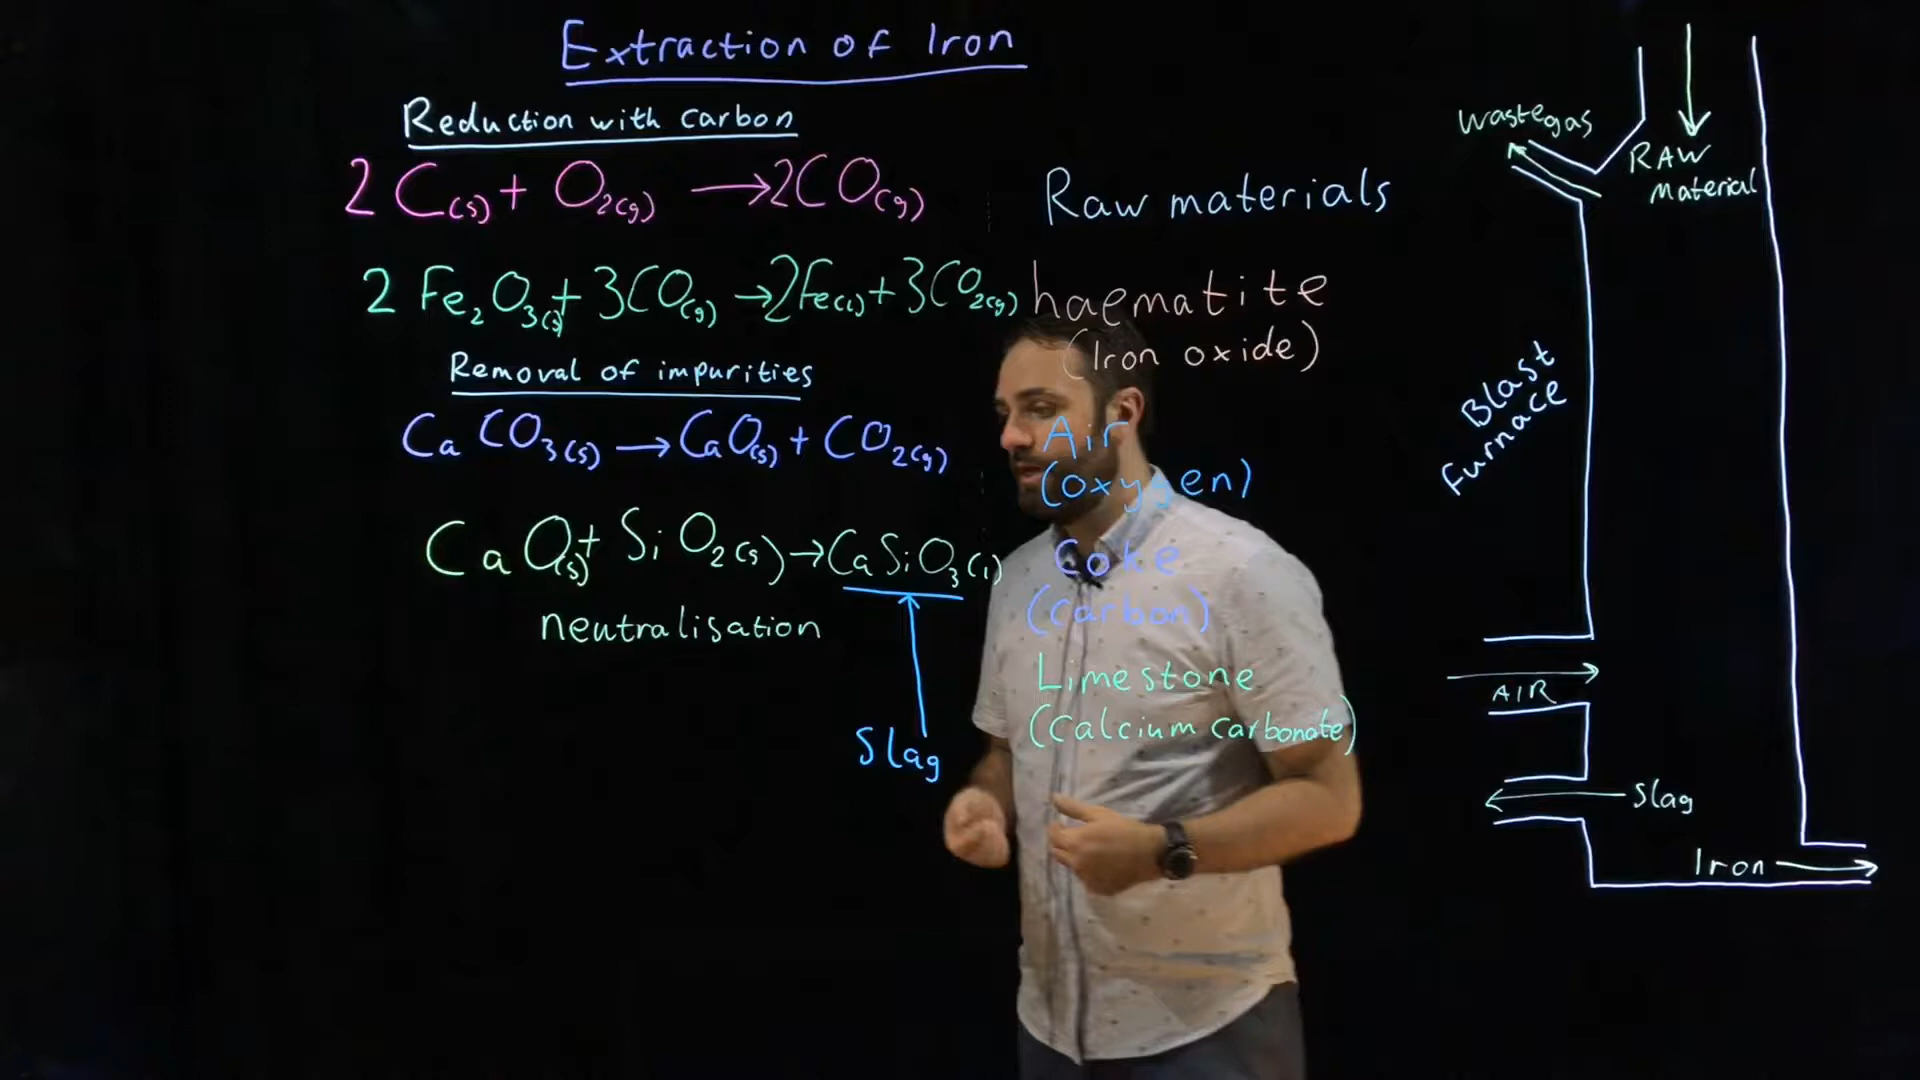 Extraction of Iron
Reduction with carbon
2 C(s) + O2(g) → 2CO(g)
2 Fe2O3(s) + 3CO(g) → 2Fe(l) + 3CO2(g)
Removal of impurities
CaCO3(s) → CaO(s) + CO2(g)
CaO(s) + SiO2(s) → CaSiO3(l)
neutralisation
Slag
Raw materials
haematite
(Iron oxide)
Air
(oxygen)
Coke
(carbon)
Limestone
(calcium carbonate)
Waste gas
RAW
Material
Blast
Furnace
AIR
Slag
Iron